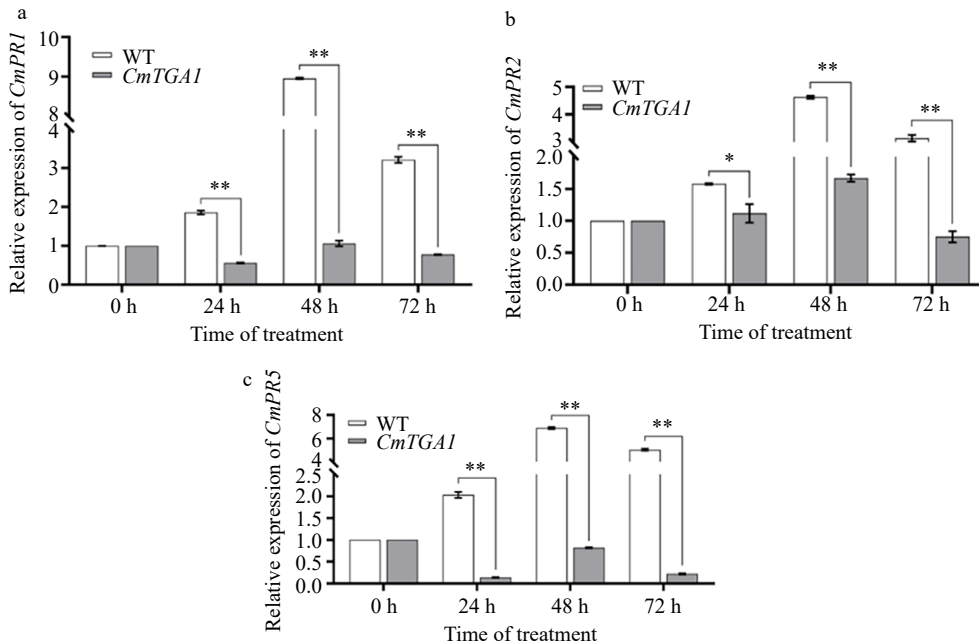 a
Relative expression of CmPR1
10
9
8
4
3
2
1
0
WT
CmTGA1
**
**
**
0 h 24 h 48 h 72 h
Time of treatment
b
Relative expression of CmPR2
5
4
3
2.0
1.5
1.0
0.5
0.0
WT
CmTGA1
*
**
**
0 h 24 h 48 h 72 h
Time of treatment
c
Relative expression of CmPR5
8
6
4
2.5
2.0
1.0
0.5
0.0
WT
CmTGA1
**
**
**
0 h 24 h 48 h 72 h
Time of treatment